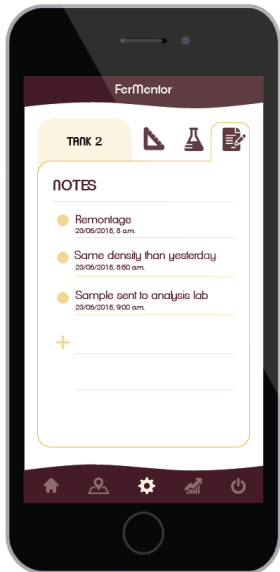 FerMentor
TANK 2
NOTES
Remontage
23/06/2018, 8 a.m.
Same density than yesterday
23/06/2018, 8:60 a.m.
Sample sent to analysis lab
23/06/2018, 9:00 a.m.